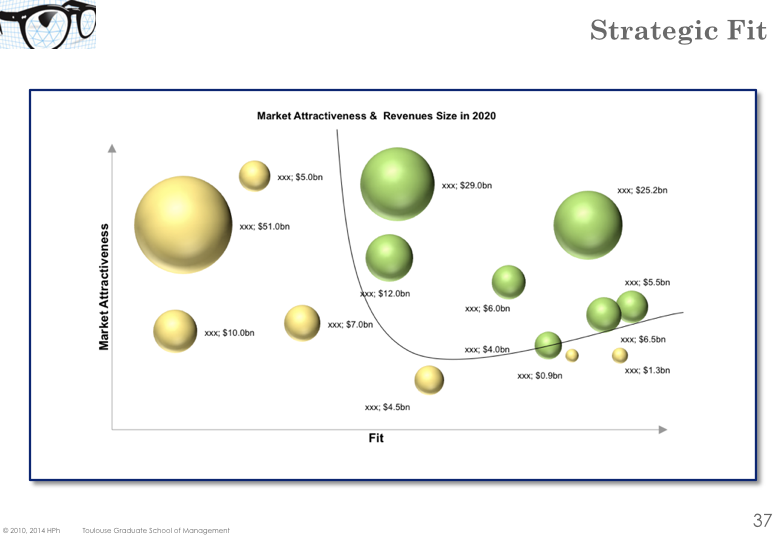 Strategic Fit
Market Attractiveness & Revenues Size in 2020
xxx; $5.0bn
xxx; $29.0bn
xxx; $25.2bn
xxx; $51.0bn
Market Attractiveness
xxx; $5.5bn
xxx; $12.0bn
xxx; $6.0bn
xxx; $7.0bn
xxx; $10.0bn
xxx; $6.5bn
xxx; $4.0bn
xxx; $1.3bn
xxx; $0.9bn
xxx; $4.5bn
Fit
37
© 2010, 2014 HPh Toulouse Graduate School of Management